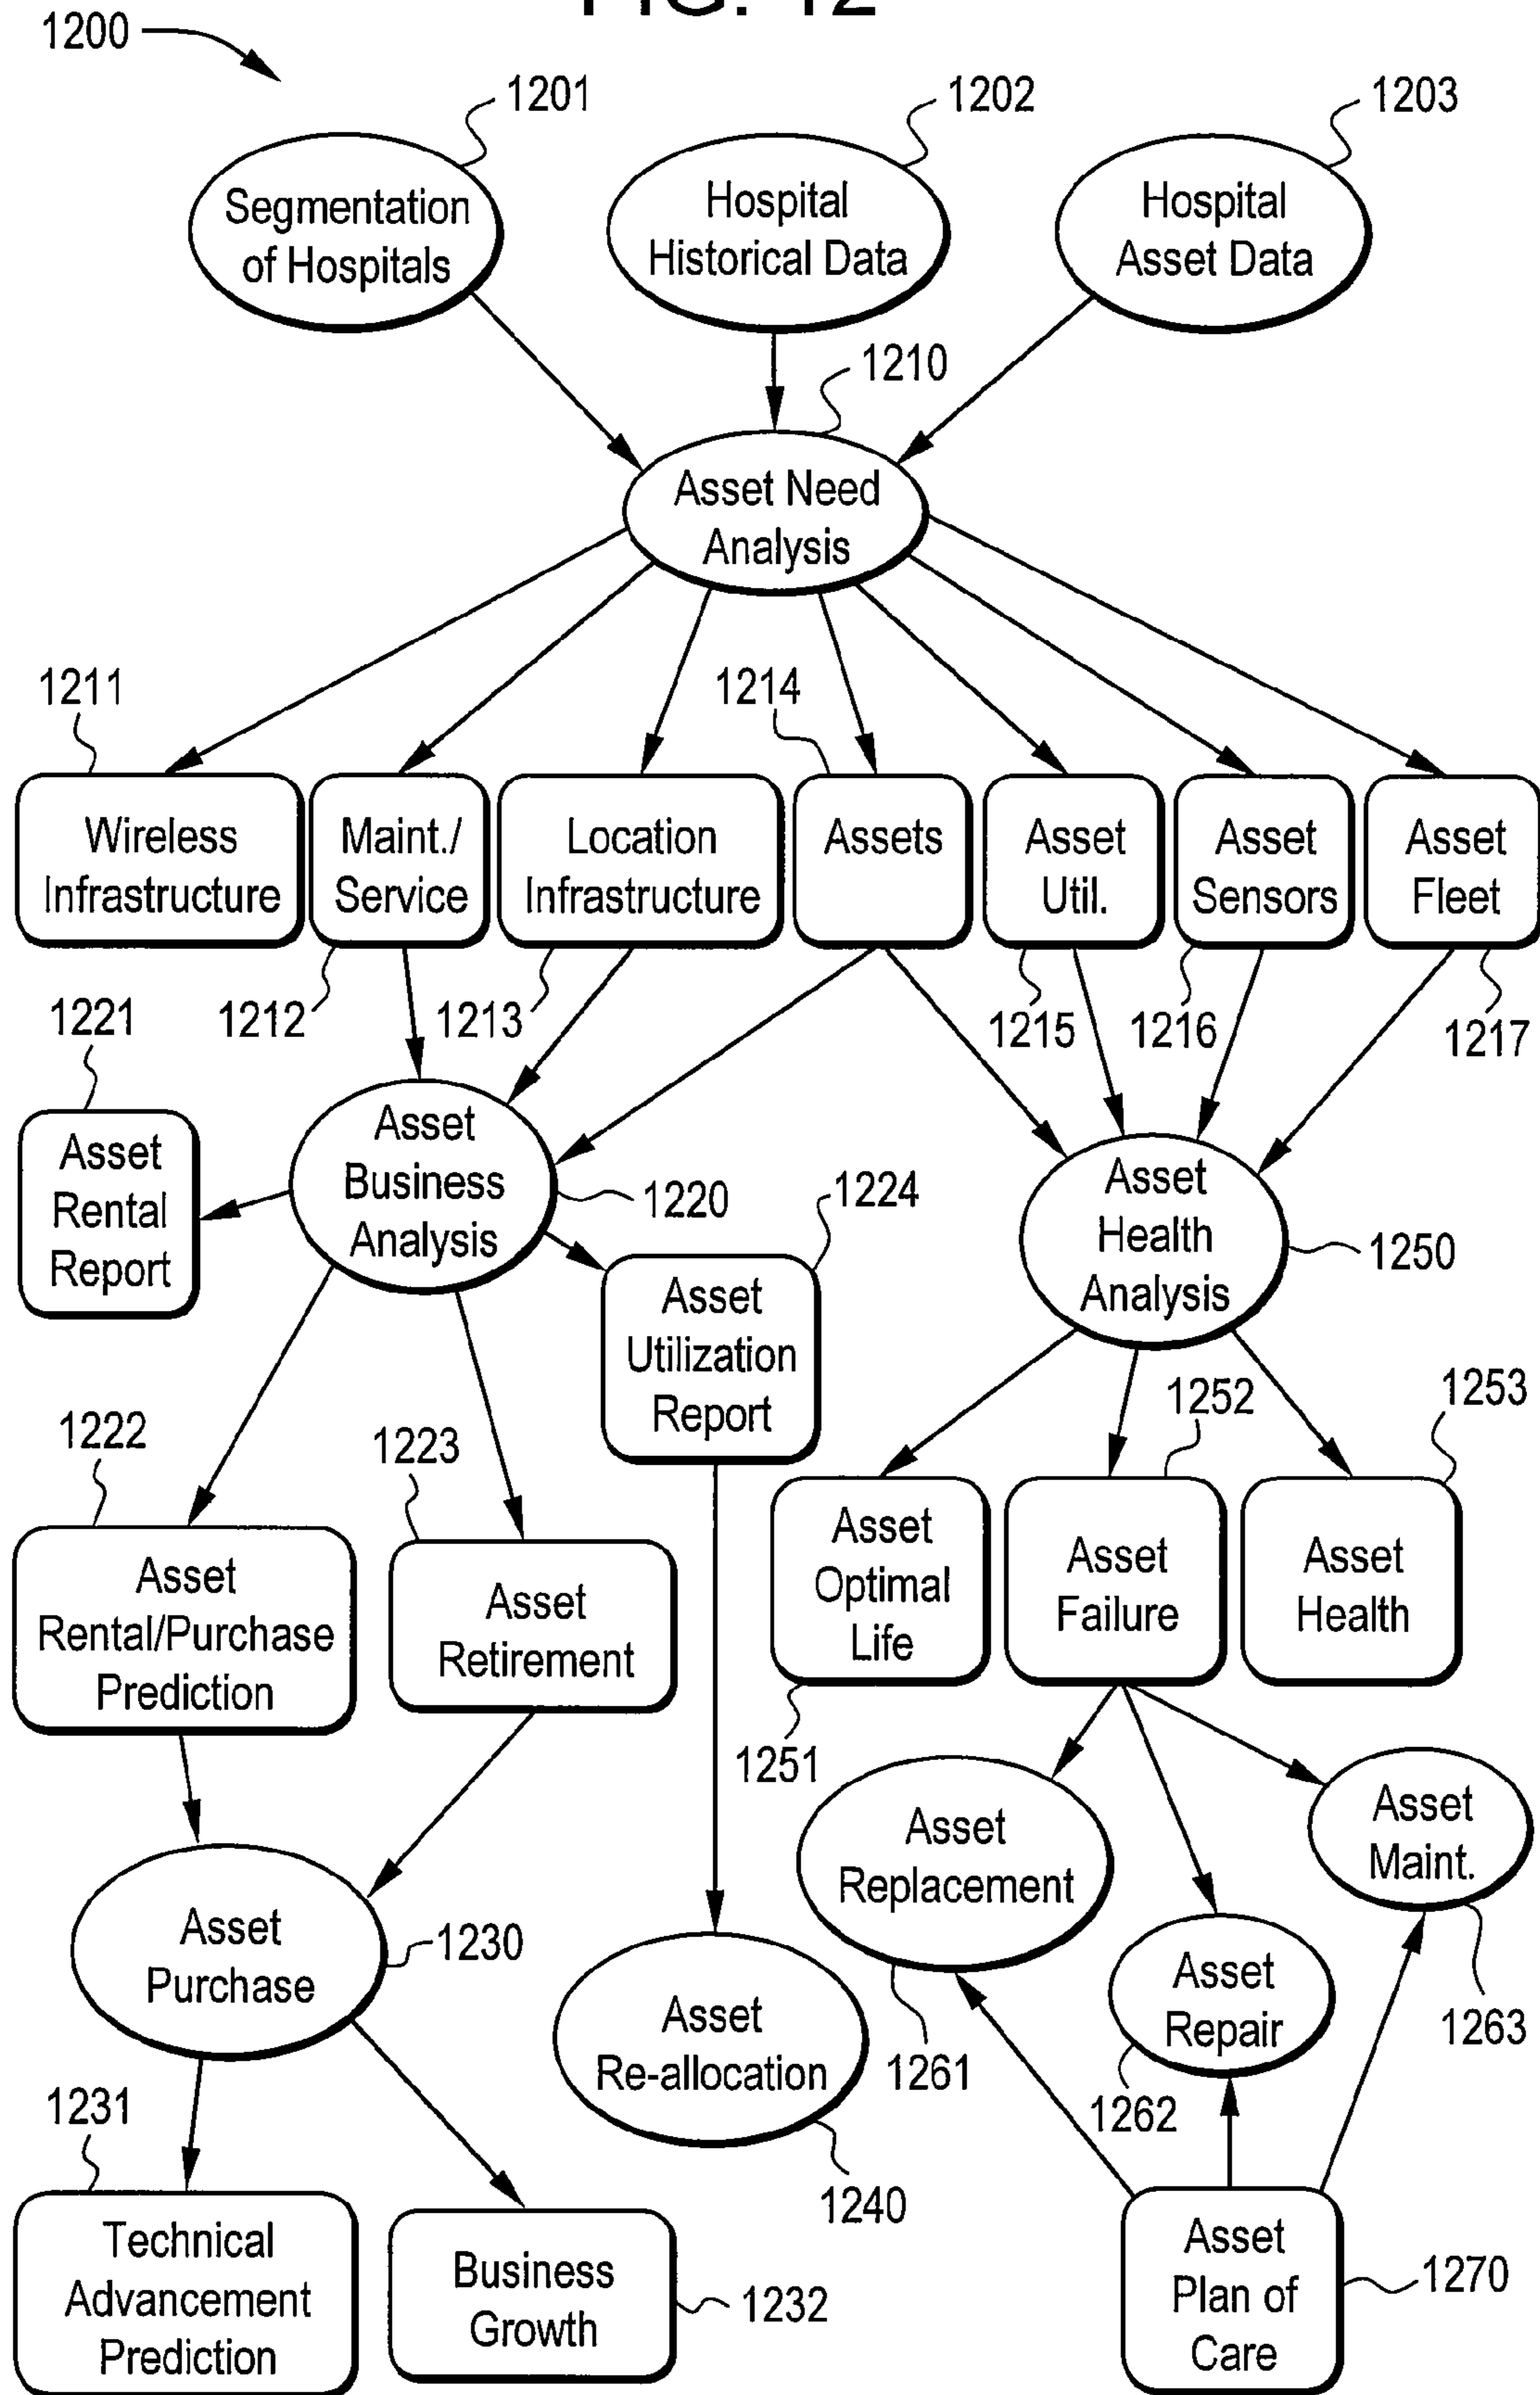 FIG. 12
1200
1201
1202
1203
Segmentation
of Hospitals
Hospital
Historical Data
Hospital
Asset Data
1210
Asset Need
Analysis
1211
1214
Wireless
Infrastructure
Maint./
Service
Location
Infrastructure
Assets
Asset
Util.
Asset
Sensors
Asset
Fleet
1212
1213
1215
1216
1217
1221
Asset
Rental
Report
Asset
Business
Analysis
1220
1224
Asset
Utilization
Report
Asset
Health
Analysis
1250
1222
1223
1252
1253
Asset
Rental/Purchase
Prediction
Asset
Retirement
Asset
Optimal
Life
Asset
Failure
Asset
Health
1251
Asset
Purchase
1230
Asset
Re-allocation
1240
Asset
Replacement
1261
Asset
Repair
1262
Asset
Maint.
1263
1231
Technical
Advancement
Prediction
Business
Growth
1232
Asset
Plan of
Care
1270